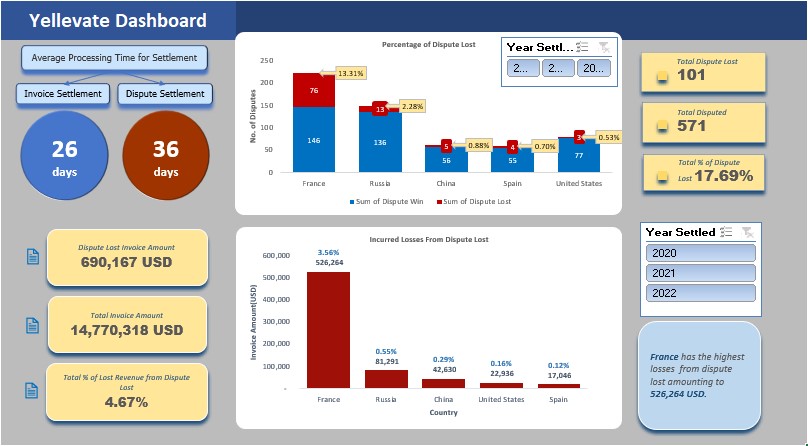 Yellevate Dashboard
Average Processing Time for Settlement
Invoice Settlement
Dispute Settlement
26
days
36
days
Dispute Lost Invoice Amount
690,167 USD
Total Invoice Amount
14,770,318 USD
Total % of Lost Revenue from Dispute
Lost
4.67%
Percentage of Dispute Lost
Year Settl...
2...
2...
20...
No. of Disputes
250
200
150
100
50
0
13.31%
76
146
2.28%
13
136
0.88%
5
56
0.70%
4
55
0.53%
3
77
France
Russia
China
Spain
United States
Sum of Dispute Win
Sum of Dispute Lost
Incurred Losses From Dispute Lost
Invoice Amount(USD)
600,000
500,000
400,000
300,000
200,000
100,000
-
3.56%
526,264
0.55%
81,291
0.29%
42,630
0.16%
22,936
0.12%
17,046
France
Russia
China
United States
Spain
Country
Total Dispute Lost
101
Total Disputed
571
Total % of Dispute
Lost 17.69%
Year Settled
2020
2021
2022
France has the highest
losses from dispute
lost amounting to
526,264 USD.